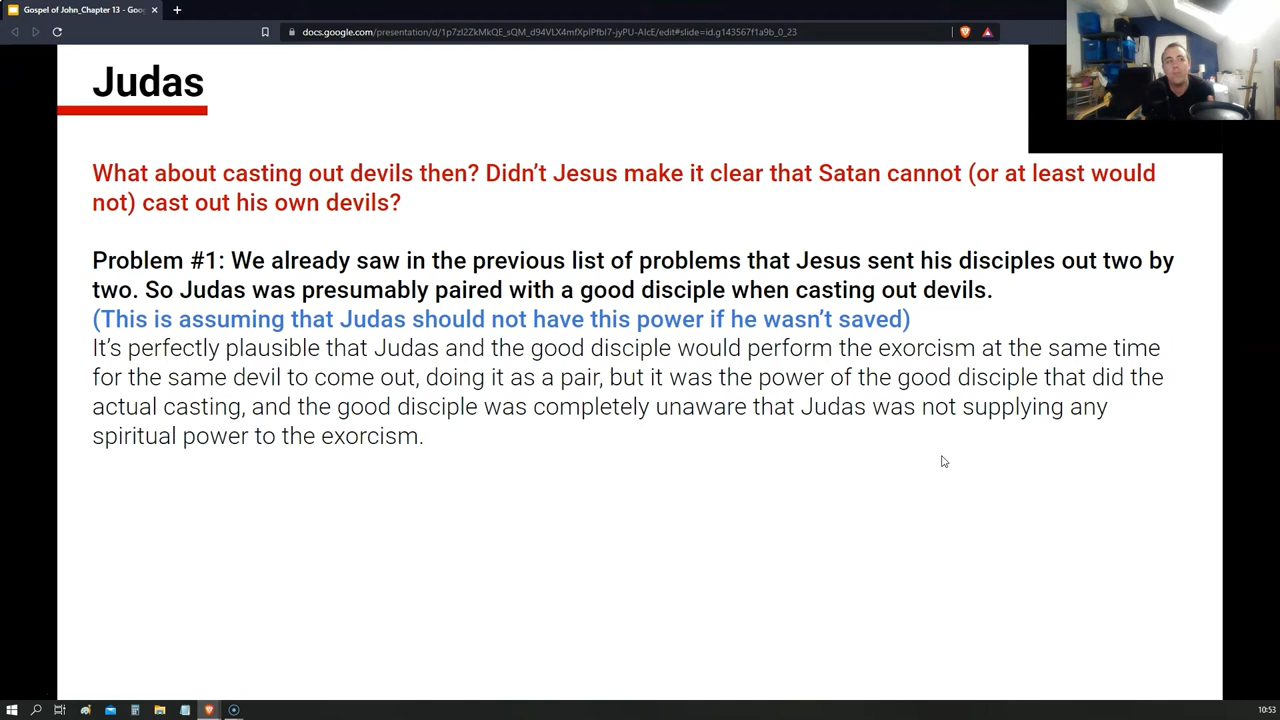 Gospel of John_Chapter 13 - Goo
docs.google.com/presentation/d/1p7zI2ZkMkQE_sQM_d94VLX4mfXpIPfbI7-jyPU-AIcE/edit#slide=id.g143567f1a9b_0_23
Judas
What about casting out devils then? Didn’t Jesus make it clear that Satan cannot (or at least would
not) cast out his own devils?
Problem #1: We already saw in the previous list of problems that Jesus sent his disciples out two by
two. So Judas was presumably paired with a good disciple when casting out devils.
(This is assuming that Judas should not have this power if he wasn’t saved)
It’s perfectly plausible that Judas and the good disciple would perform the exorcism at the same time
for the same devil to come out, doing it as a pair, but it was the power of the good disciple that did the
actual casting, and the good disciple was completely unaware that Judas was not supplying any
spiritual power to the exorcism.
10:53